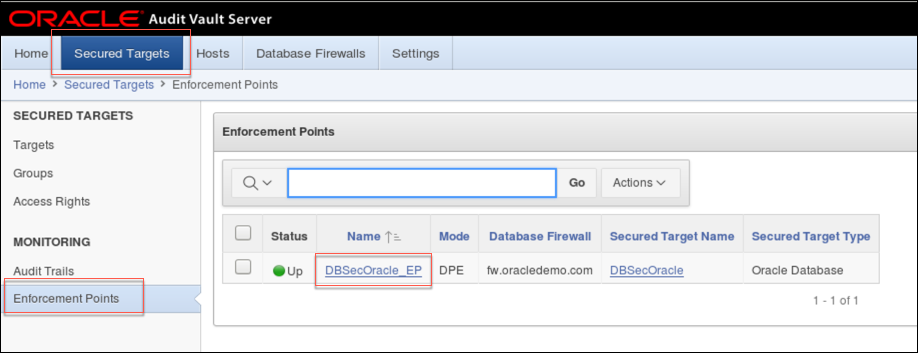 ORACLE Audit Vault Server
Home Secured Targets Hosts Database Firewalls Settings
Home > Secured Targets > Enforcement Points
SECURED TARGETS
Targets
Groups
Access Rights
MONITORING
Audit Trails
Enforcement Points
Enforcement Points
Go Actions
Status Name Mode Database Firewall Secured Target Name Secured Target Type
Up DBSecOracle_EP DPE fw.oracledemo.com DBSecOracle Oracle Database
1 - 1 of 1